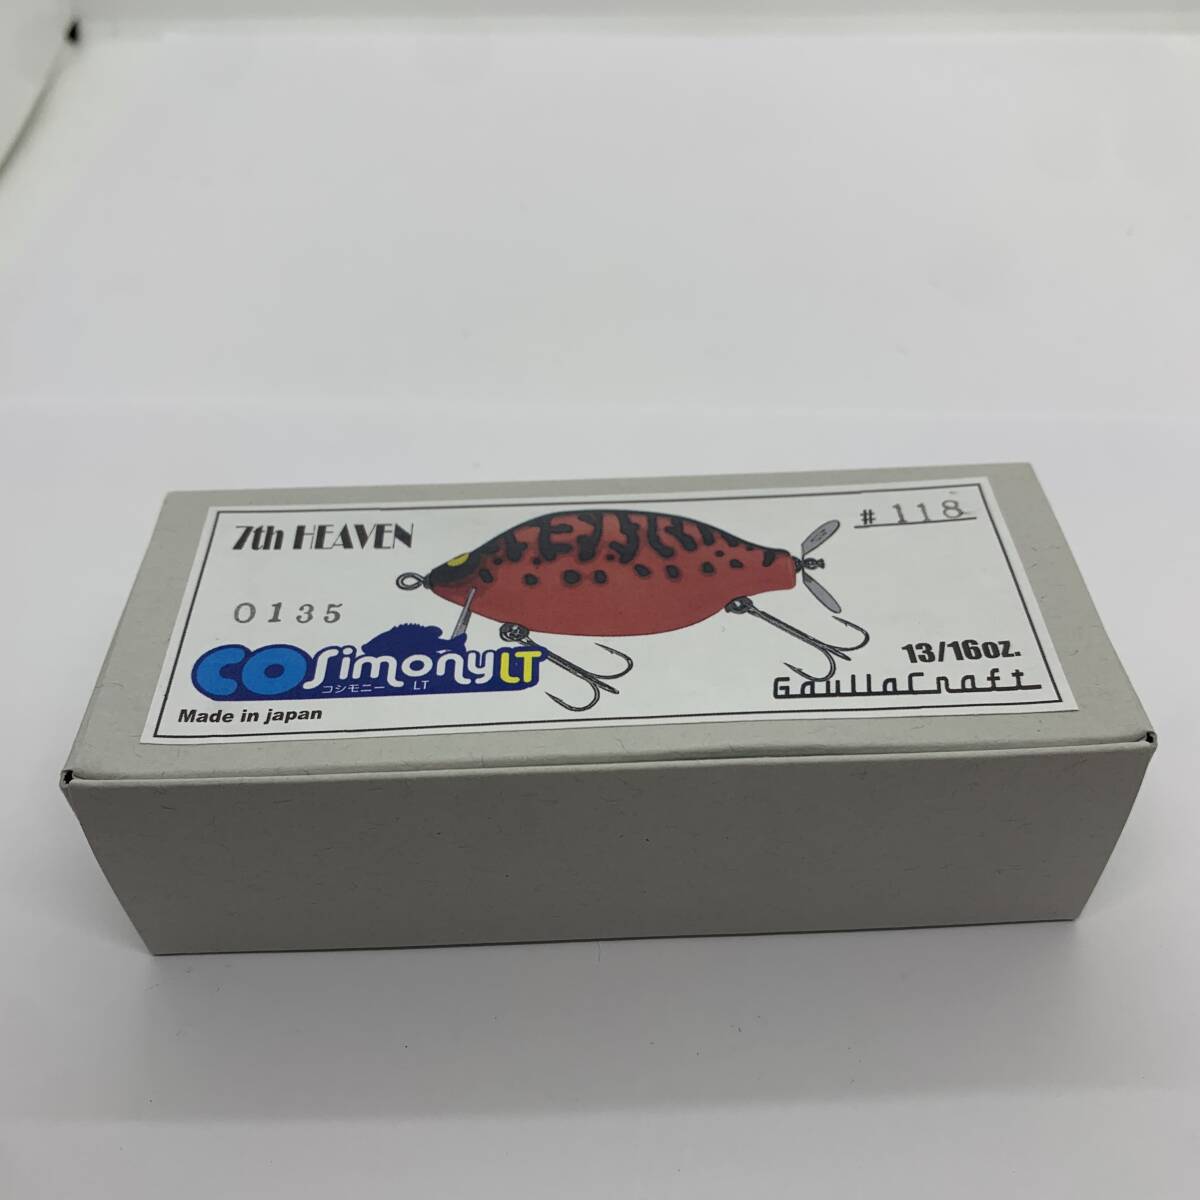 7th HEAVEN
# 118
0135
COSimonyLT
コシモニー LT
13/16oz.
GaullaCraft
Made in japan